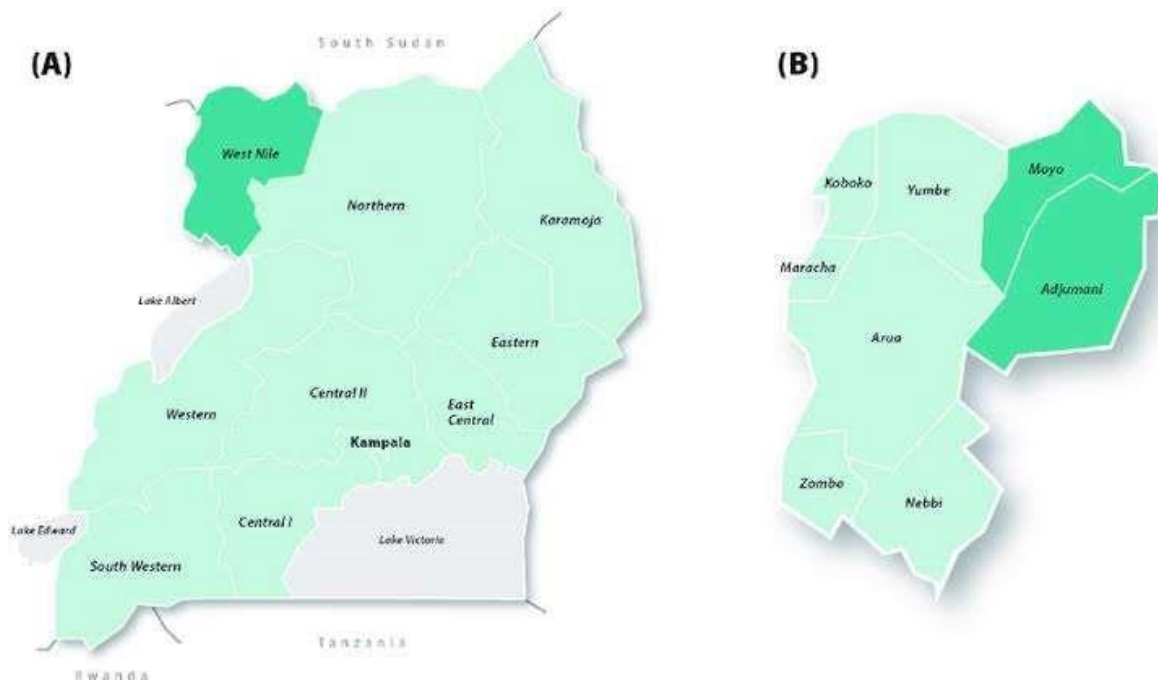 South Sudan
(A)
(B)
West Nile
Northern
Karamoja
Lake Albert
Eastern
Central II
Western
East
Central
Kampala
Lake Edward
Central I
Lake Victoria
South Western
Tanzania
Rwanda
Koboko
Yumbe
Moyo
Maracha
Adjumani
Arua
Zombo
Nebbi